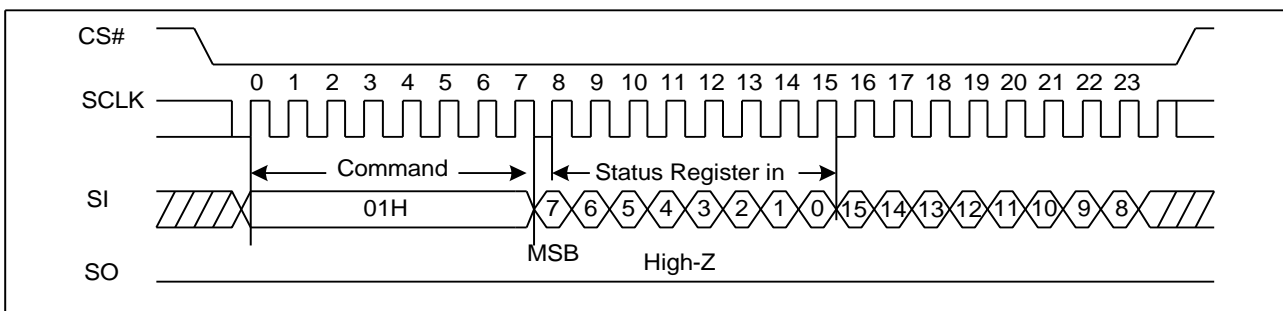 CS#
0 1 2 3 4 5 6 7 8 9 10 11 12 13 14 15 16 17 18 19 20 21 22 23
SCLK
Command
Status Register in
SI
01H
7 6 5 4 3 2 1 0 15 14 13 12 11 10 9 8
MSB
High-Z
SO